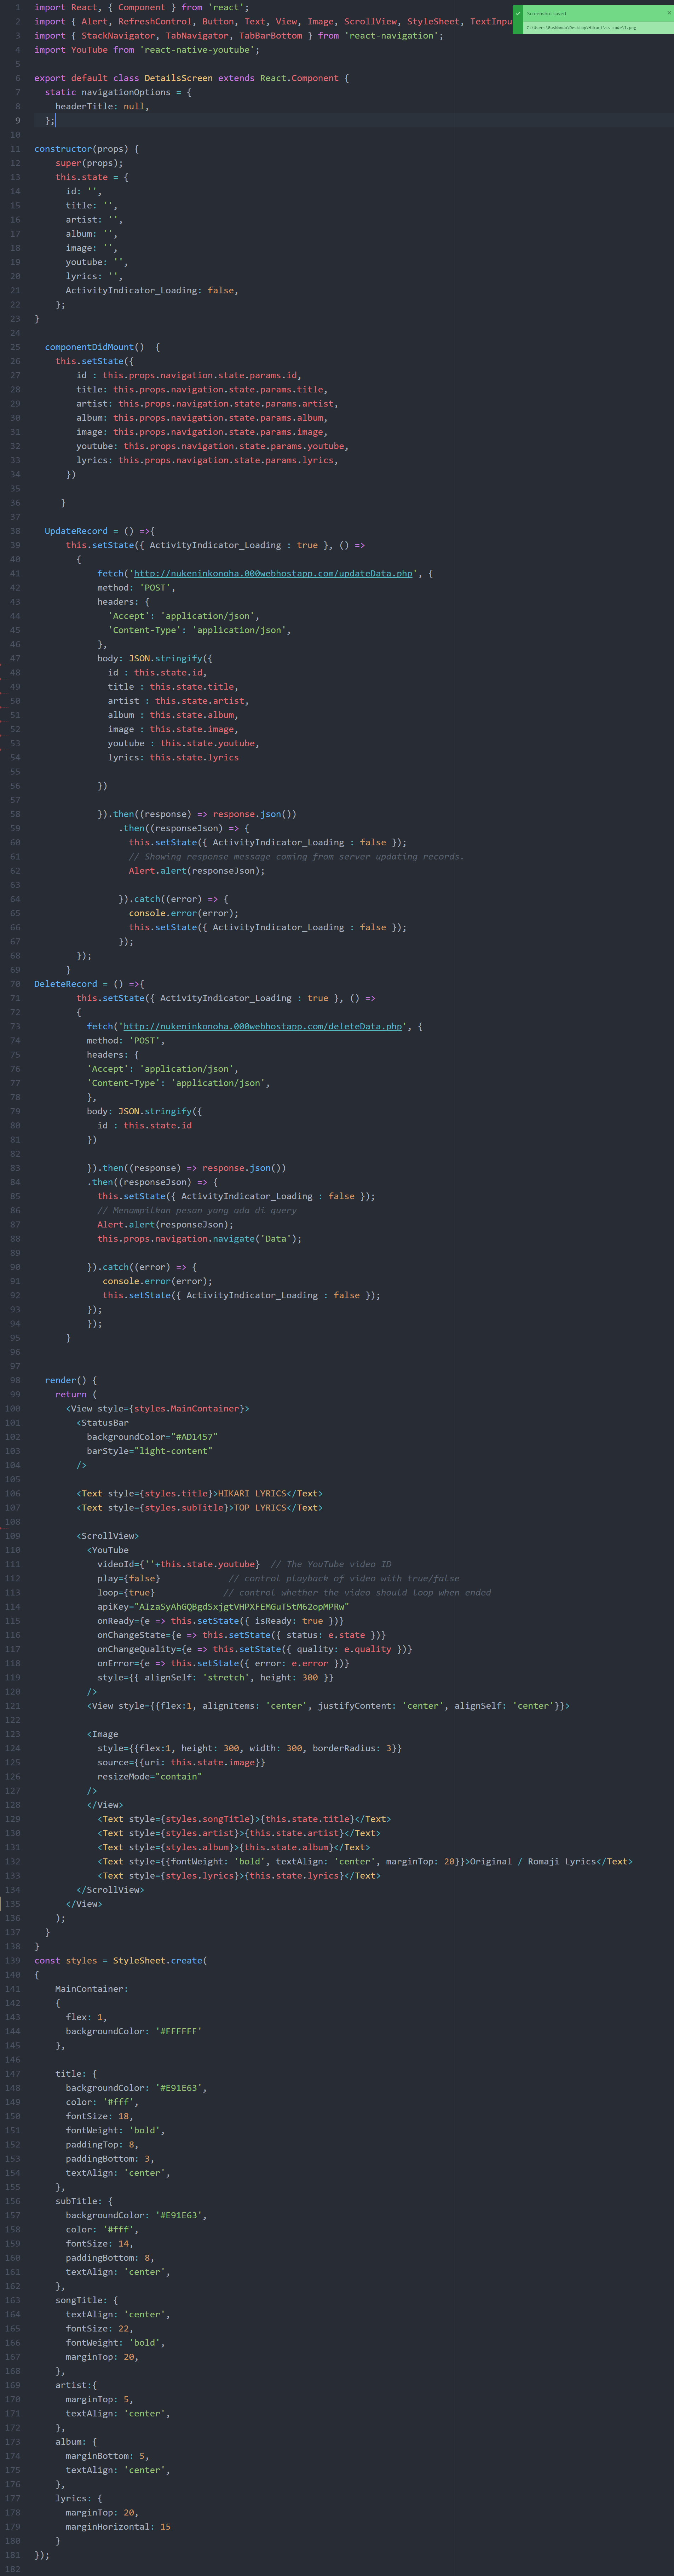 1 import React, { Component } from 'react';
2 import { Alert, RefreshControl, Button, Text, View, Image, ScrollView, StyleSheet, TextInpu
Screenshot saved
3 import { StackNavigator, TabNavigator, TabBarBottom } from 'react-navigation';
4 import YouTube from 'react-native-youtube';
5
6 export default class DetailsScreen extends React.Component {
7 static navigationOptions = {
8 headerTitle: null,
9 };
10
11 constructor(props) {
12 super(props);
13 this.state = {
14 id: '',
15 title: '',
16 artist: '',
17 album: '',
18 image: '',
19 youtube: '',
20 lyrics: '',
21 ActivityIndicator_Loading: false,
22 };
23 }
24
25 componentDidMount()  {
26 this.setState({
27 id : this.props.navigation.state.params.id,
28 title: this.props.navigation.state.params.title,
29 artist: this.props.navigation.state.params.artist,
30 album: this.props.navigation.state.params.album,
31 image: this.props.navigation.state.params.image,
32 youtube: this.props.navigation.state.params.youtube,
33 lyrics: this.props.navigation.state.params.lyrics,
34 })
35
36 }
37
38 UpdateRecord = () =>{
39 this.setState({ ActivityIndicator_Loading : true }, () =>
40 {
41 fetch('http://nukeninkonoha.000webhostapp.com/updateData.php', {
42 method: 'POST',
43 headers: {
44 'Accept': 'application/json',
45 'Content-Type': 'application/json',
46 },
47 body: JSON.stringify({
48 id : this.state.id,
49 title : this.state.title,
50 artist : this.state.artist,
51 album : this.state.album,
52 image : this.state.image,
53 youtube : this.state.youtube,
54 lyrics: this.state.lyrics
55
56 })
57
58 }).then((response) => response.json())
59 .then((responseJson) => {
60 this.setState({ ActivityIndicator_Loading : false });
61 // Showing response message coming from server updating records.
62 Alert.alert(responseJson);
63
64 }).catch((error) => {
65 console.error(error);
66 this.setState({ ActivityIndicator_Loading : false });
67 });
68 });
69 }
70 DeleteRecord = () =>{
71 this.setState({ ActivityIndicator_Loading : true }, () =>
72 {
73 fetch('http://nukeninkonoha.000webhostapp.com/deleteData.php', {
74 method: 'POST',
75 headers: {
76 'Accept': 'application/json',
77 'Content-Type': 'application/json',
78 },
79 body: JSON.stringify({
80 id : this.state.id
81 })
82
83 }).then((response) => response.json())
84 .then((responseJson) => {
85 this.setState({ ActivityIndicator_Loading : false });
86 // Menampilkan pesan yang ada di query
87 Alert.alert(responseJson);
88 this.props.navigation.navigate('Data');
89
90 }).catch((error) => {
91 console.error(error);
92 this.setState({ ActivityIndicator_Loading : false });
93 });
94 });
95 }
96
97
98 render() {
99 return (
100 <View style={styles.MainContainer}>
101 <StatusBar
102 backgroundColor="#AD1457"
103 barStyle="light-content"
104 />
105
106 <Text style={styles.title}>HIKARI LYRICS</Text>
107 <Text style={styles.subTitle}>TOP LYRICS</Text>
108
109 <ScrollView>
110 <YouTube
111 videoId={''+this.state.youtube}  // The YouTube video ID
112 play={false}             // control playback of video with true/false
113 loop={true}             // control whether the video should loop when ended
114 apiKey="AIzaSyAhGQBgdSxjgtVHPXFEMGuT5tM62opMPRw"
115 onReady={e => this.setState({ isReady: true })}
116 onChangeState={e => this.setState({ status: e.state })}
117 onChangeQuality={e => this.setState({ quality: e.quality })}
118 onError={e => this.setState({ error: e.error })}
119 style={{ alignSelf: 'stretch', height: 300 }}
120 />
121 <View style={{flex:1, alignItems: 'center', justifyContent: 'center', alignSelf: 'center'}}>
122
123 <Image
124 style={{flex:1, height: 300, width: 300, borderRadius: 3}}
125 source={{uri: this.state.image}}
126 resizeMode="contain"
127 />
128 </View>
129 <Text style={styles.songTitle}>{this.state.title}</Text>
130 <Text style={styles.artist}>{this.state.artist}</Text>
131 <Text style={styles.album}>{this.state.album}</Text>
132 <Text style={{fontWeight: 'bold', textAlign: 'center', marginTop: 20}}>Original / Romaji Lyrics</Text>
133 <Text style={styles.lyrics}>{this.state.lyrics}</Text>
134 </ScrollView>
135 </View>
136 );
137 }
138 }
139 const styles = StyleSheet.create(
140 {
141 MainContainer:
142 {
143 flex: 1,
144 backgroundColor: '#FFFFFF'
145 },
146
147 title: {
148 backgroundColor: '#E91E63',
149 color: '#fff',
150 fontSize: 18,
151 fontWeight: 'bold',
152 paddingTop: 8,
153 paddingBottom: 3,
154 textAlign: 'center',
155 },
156 subTitle: {
157 backgroundColor: '#E91E63',
158 color: '#fff',
159 fontSize: 14,
160 paddingBottom: 8,
161 textAlign: 'center',
162 },
163 songTitle: {
164 textAlign: 'center',
165 fontSize: 22,
166 fontWeight: 'bold',
167 marginTop: 20,
168 },
169 artist:{
170 marginTop: 5,
171 textAlign: 'center',
172 },
173 album: {
174 marginBottom: 5,
175 textAlign: 'center',
176 },
177 lyrics: {
178 marginTop: 20,
179 marginHorizontal: 15
180 }
181 });
182